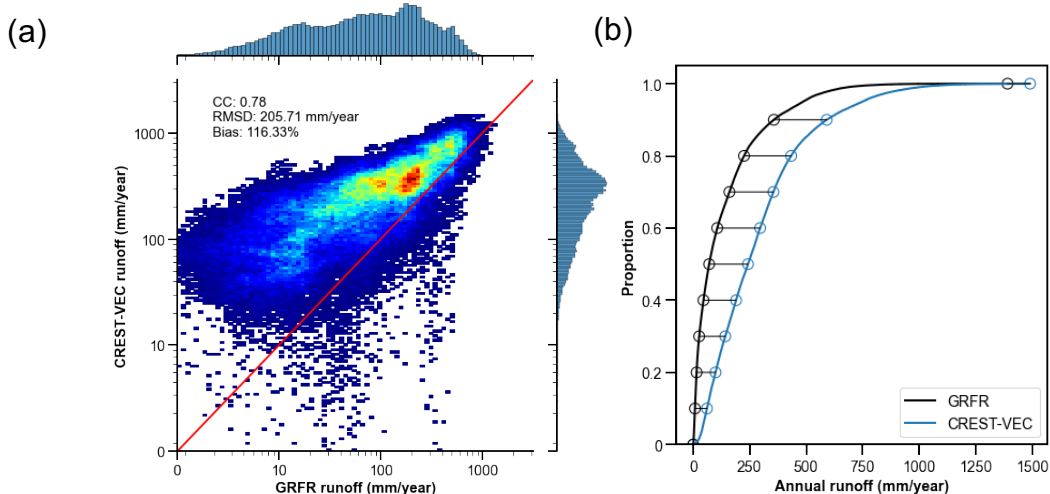 (a)
CC: 0.78
RMSD: 205.71 mm/year
Bias: 116.33%
CREST-VEC runoff (mm/year)
1000
100
10
0
0
10
100
1000
GRFR runoff (mm/year)
(b)
Proportion
1.0
0.8
0.6
0.4
0.2
0
0
250
500
750
1000
1250
1500
Annual runoff (mm/year)
GRFR
CREST-VEC